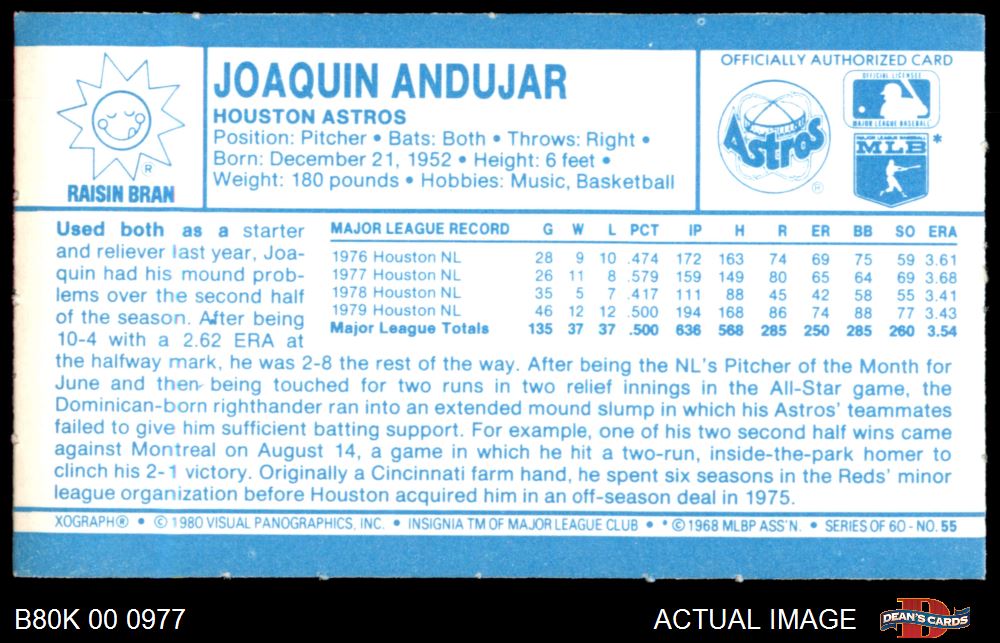 RAISIN BRAN
®
JOAQUIN ANDUJAR
HOUSTON ASTROS
Position: Pitcher • Bats: Both • Throws: Right •
Born: December 21, 1952 • Height: 6 feet •
Weight: 180 pounds • Hobbies: Music, Basketball
OFFICIALLY AUTHORIZED CARD
Astros
®
OFFICIAL LICENSEE
MAJOR LEAGUE BASEBALL
MAJOR LEAGUE BASEBALL
MLB *
Used both as a starter
and reliever last year, Joa-
quin had his mound prob-
lems over the second half
of the season. After being
10-4 with a 2.62 ERA at
MAJOR LEAGUE RECORD G W L PCT IP H R ER BB SO ERA
1976 Houston NL 28 9 10 .474 172 163 74 69 75 59 3.61
1977 Houston NL 26 11 8 .579 159 149 80 65 64 69 3.68
1978 Houston NL 35 5 7 .417 111 88 45 42 58 55 3.41
1979 Houston NL 46 12 12 .500 194 168 86 74 88 77 3.43
Major League Totals 135 37 37 .500 636 568 285 250 285 260 3.54
the halfway mark, he was 2-8 the rest of the way. After being the NL's Pitcher of the Month for
June and then being touched for two runs in two relief innings in the All-Star game, the
Dominican-born righthander ran into an extended mound slump in which his Astros' teammates
failed to give him sufficient batting support. For example, one of his two second half wins came
against Montreal on August 14, a game in which he hit a two-run, inside-the-park homer to
clinch his 2-1 victory. Originally a Cincinnati farm hand, he spent six seasons in the Reds' minor
league organization before Houston acquired him in an off-season deal in 1975.
XOGRAPH® • © 1980 VISUAL PANOGRAPHICS, INC. • INSIGNIA TM OF MAJOR LEAGUE CLUB • * © 1968 MLBP ASS'N. • SERIES OF 60 - NO. 55
B80K 00 0977
ACTUAL IMAGE
D
DEAN'S CARDS